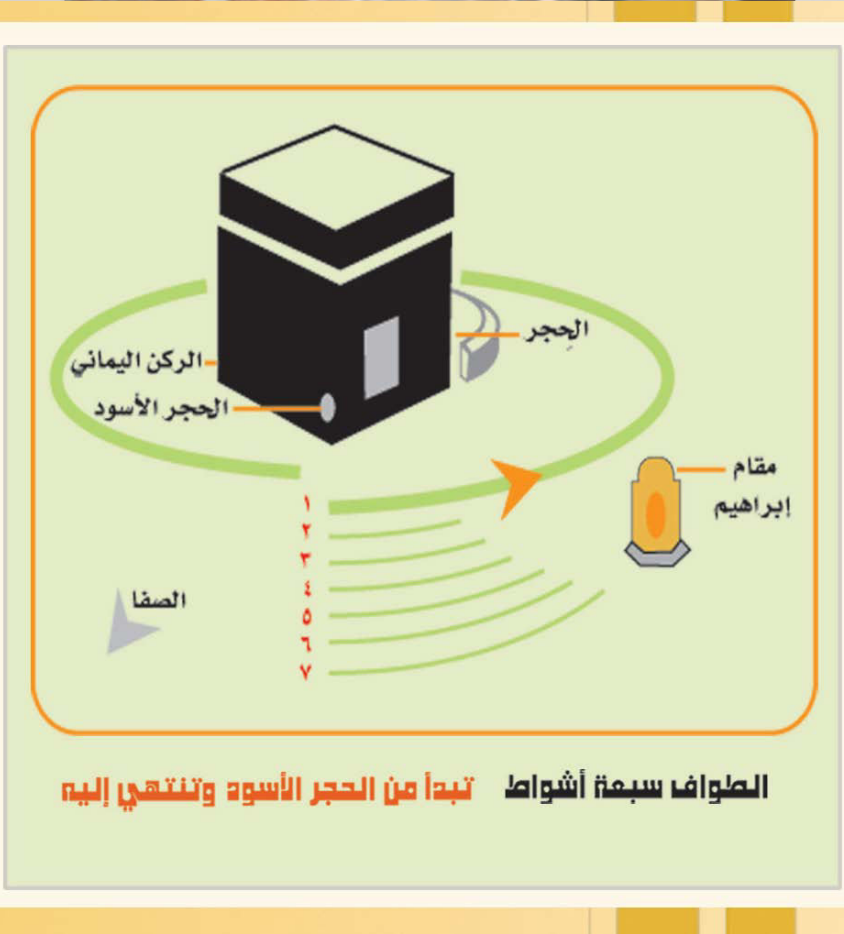 الحِجر
الركن اليماني
الحجر الأسود
مقام
إبراهيم
١
٢
٣
٤
٥
٦
٧
الصفا
الطواف سبعة أشواط تبدأ من الحجر الأسود وتنتهي إليه